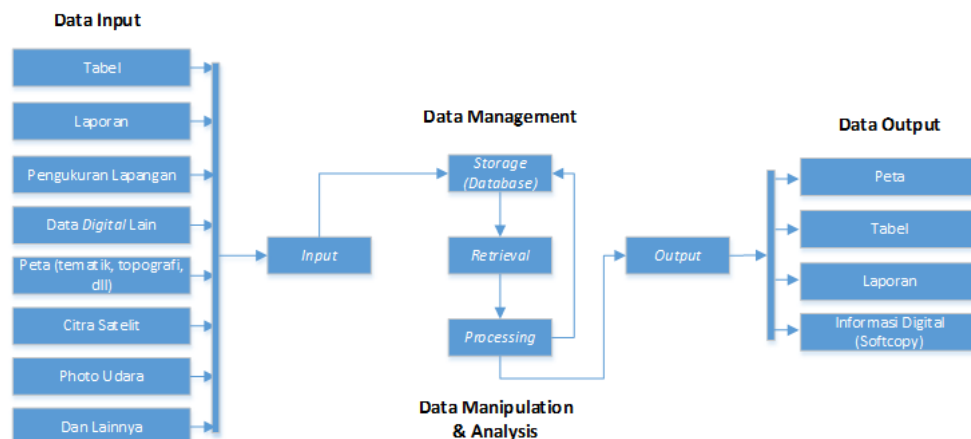 Data Input
Tabel
Laporan
Pengukuran Lapangan
Data Digital Lain
Peta (tematik, topografi,
dll)
Citra Satelit
Photo Udara
Dan Lainnya
Input
Data Management
Storage
(Database)
Retrieval
Processing
Data Manipulation
& Analysis
Output
Data Output
Peta
Tabel
Laporan
Informasi Digital
(Softcopy)